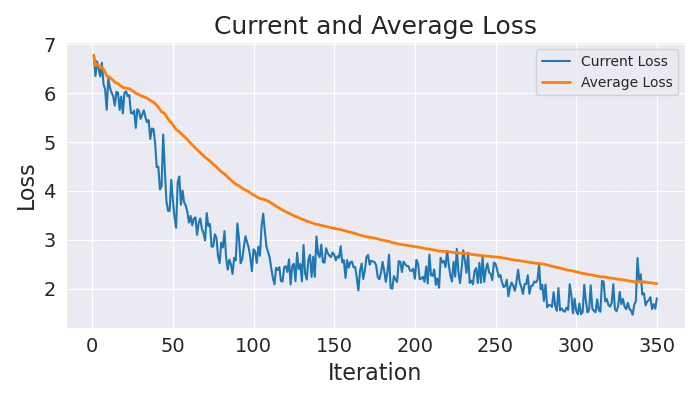 Current and Average Loss
Current Loss
Average Loss
Loss
7
6
5
4
3
2
0 50 100 150 200 250 300 350
Iteration